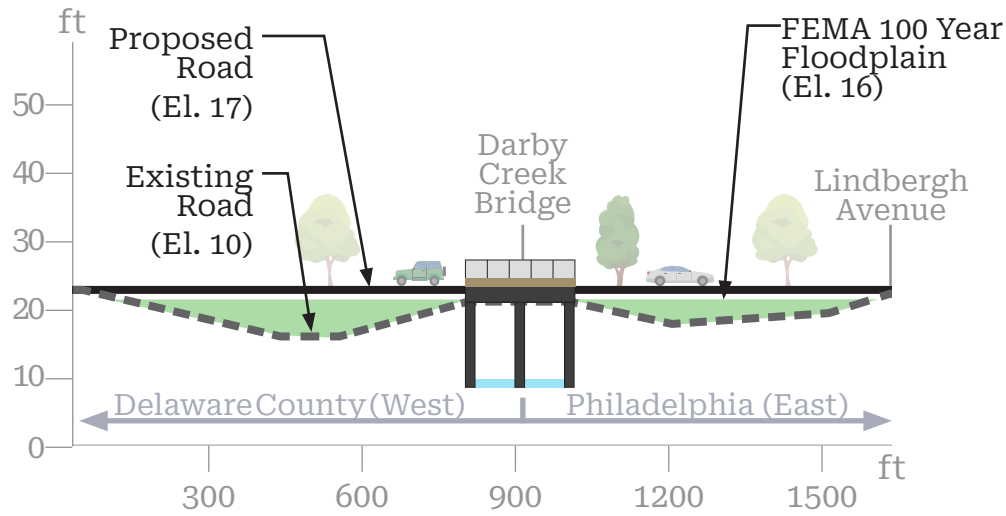 ft
Proposed
Road
(El. 17)
FEMA 100 Year
Floodplain
(El. 16)
50
40
30
20
10
0
Existing
Road
(El. 10)
Darby
Creek
Bridge
Lindbergh
Avenue
Delaware County (West)
Philadelphia (East)
300
600
900
1200
1500
ft